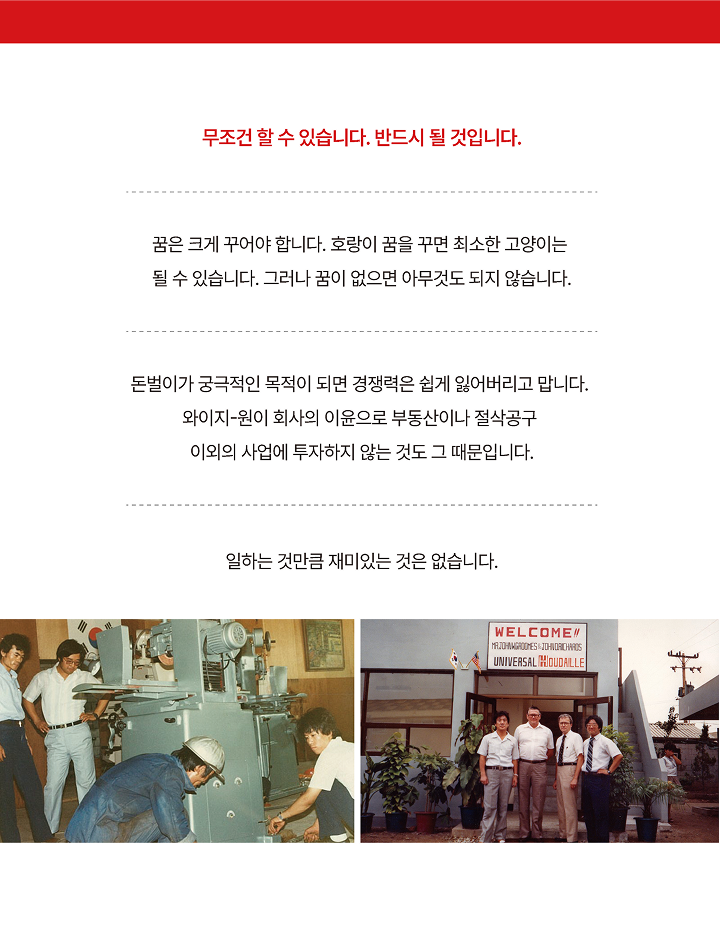 무조건 할 수 있습니다. 반드시 될 것입니다.
꿈은 크게 꾸어야 합니다. 호랑이 꿈을 꾸면 최소한 고양이는
될 수 있습니다. 그러나 꿈이 없으면 아무것도 되지 않습니다.
돈벌이가 궁극적인 목적이 되면 경쟁력은 쉽게 잃어버리고 맙니다.
와이지-원이 회사의 이윤으로 부동산이나 절삭공구
이외의 사업에 투자하지 않는 것도 그 때문입니다.
일하는 것만큼 재미있는 것은 없습니다.
WELCOME!!
MR.JOHN.W.GROOMES & JOHN.D.RICHARDS
UNIVERSAL HOUDAILLE